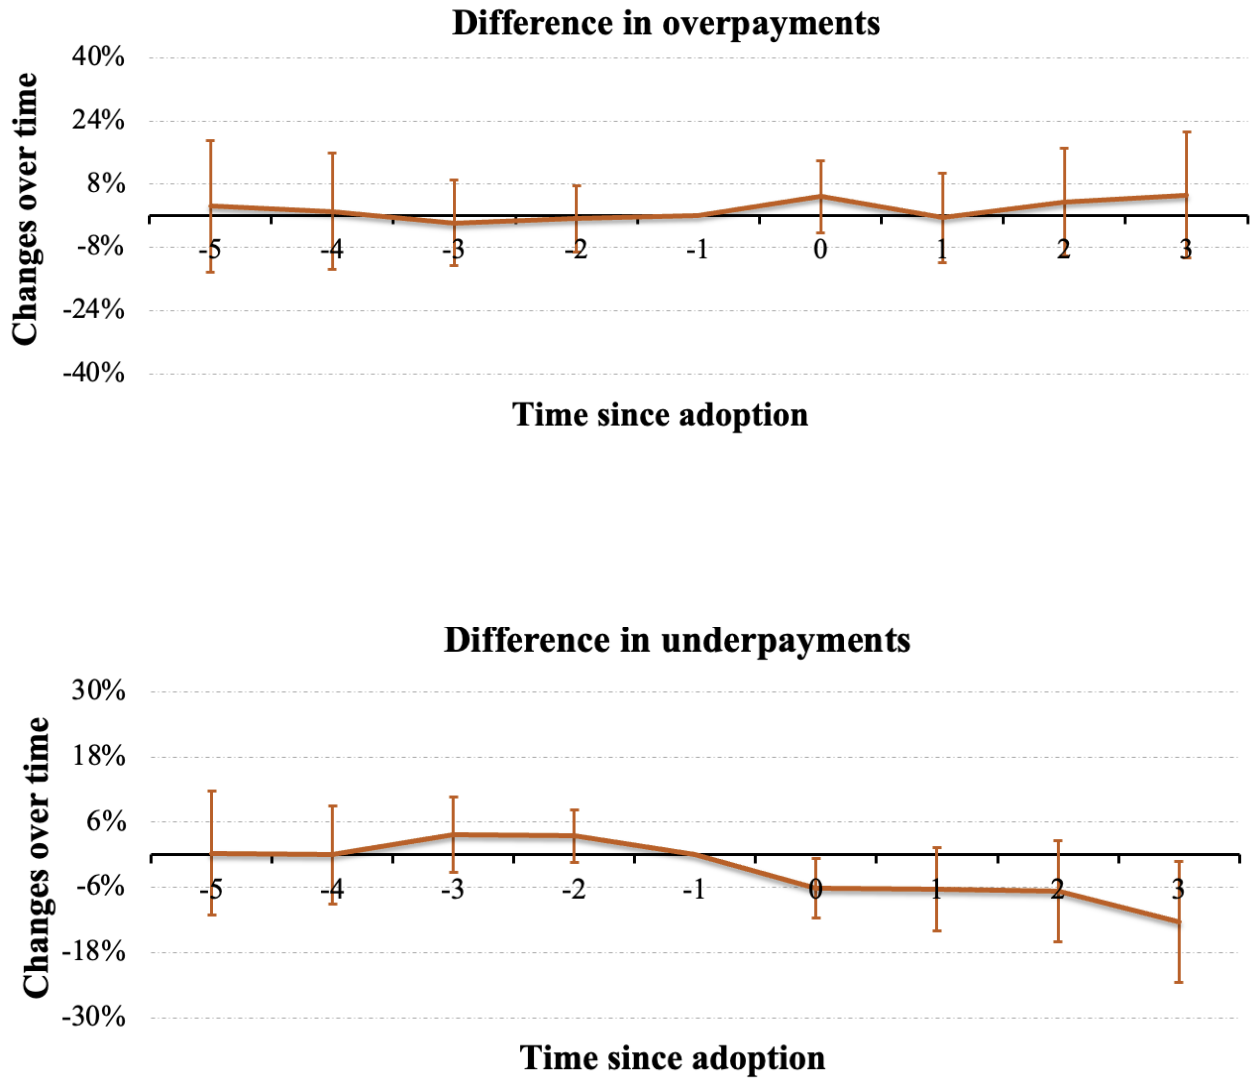 Difference in overpayments
40%
24%
8%
-8%
-24%
-40%
Changes over time
-5 -4 -3 -2 -1 0 1 2 3
Time since adoption
Difference in underpayments
30%
18%
6%
-6%
-18%
-30%
Changes over time
-5 -4 -3 -2 -1 0 1 2 3
Time since adoption